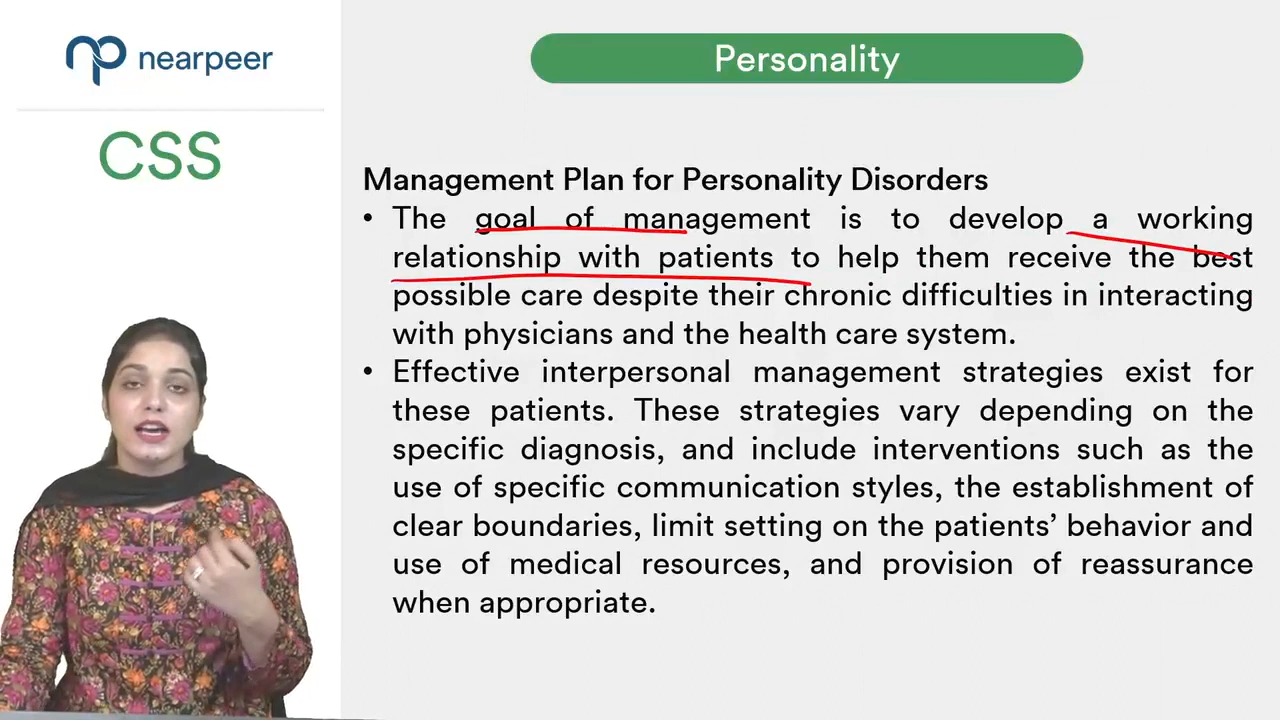 nearpeer
CSS
Personality
Management Plan for Personality Disorders
• The goal of management is to develop a working
relationship with patients to help them receive the best
possible care despite their chronic difficulties in interacting
with physicians and the health care system.
• Effective interpersonal management strategies exist for
these patients. These strategies vary depending on the
specific diagnosis, and include interventions such as the
use of specific communication styles, the establishment of
clear boundaries, limit setting on the patients’ behavior and
use of medical resources, and provision of reassurance
when appropriate.